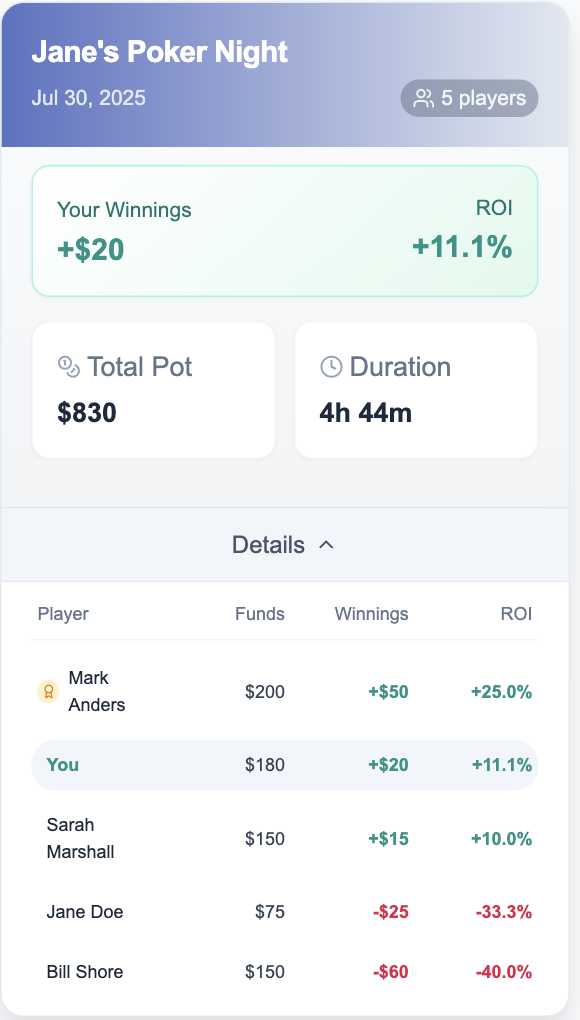 Jane's Poker Night
Jul 30, 2025
5 players
Your Winnings ROI
+$20 +11.1%
Total Pot Duration
$830 4h 44m
Details
Player Funds Winnings ROI
Mark
Anders $200 +$50 +25.0%
You $180 +$20 +11.1%
Sarah
Marshall $150 +$15 +10.0%
Jane Doe $75 -$25 -33.3%
Bill Shore $150 -$60 -40.0%